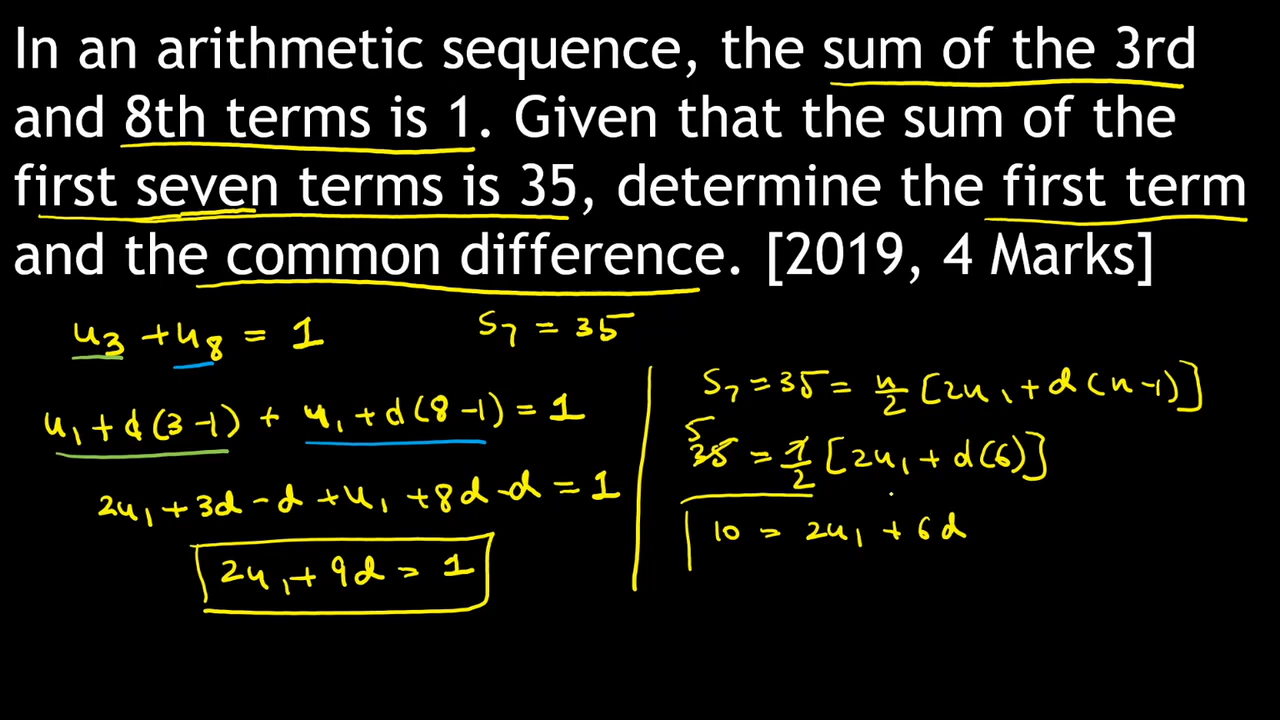 In an arithmetic sequence, the sum of the 3rd
and 8th terms is 1. Given that the sum of the
first seven terms is 35, determine the first term
and the common difference. [2019, 4 Marks]
u₃ + u₈ = 1
S₇ = 35
u₁ + d(3-1) + u₁ + d(8-1) = 1
2u₁ + 3d - d + u₁ + 8d - d = 1
2u₁ + 9d = 1
S₇ = 35 = n/2 [2u₁ + d(n-1)]
5
35 = 7/2 [2u₁ + d(6)]
10 = 2u₁ + 6d